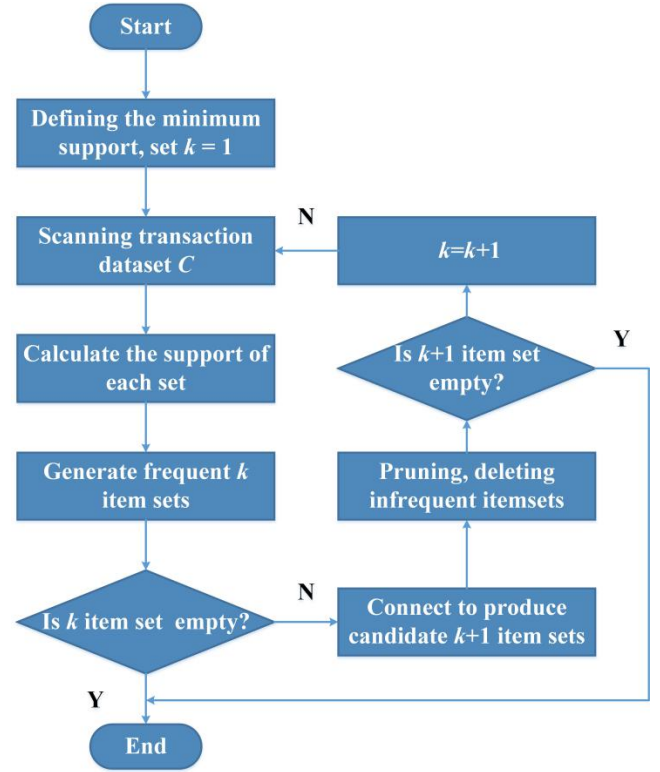 Start
Defining the minimum
support, set k = 1
Scanning transaction
dataset C
Calculate the support of
each set
Generate frequent k
item sets
Is k item set empty?
Y
End
N
Connect to produce
candidate k+1 item sets
Pruning, deleting
infrequent itemsets
Is k+1 item set
empty?
Y
k=k+1
N